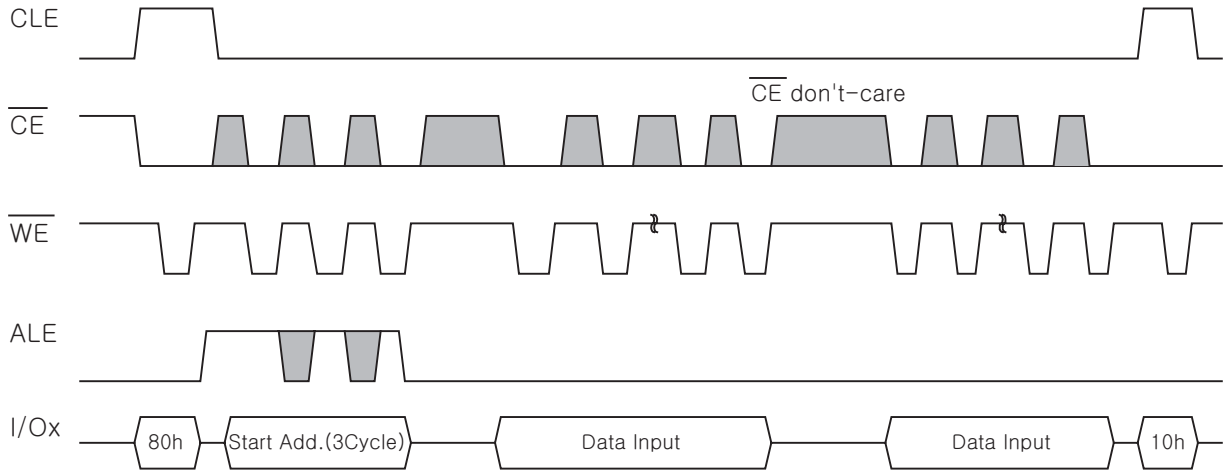 CLE
CE don't-care
CE
WE
ALE
I/Ox
80h
Start Add.(3Cycle)
Data Input
Data Input
10h